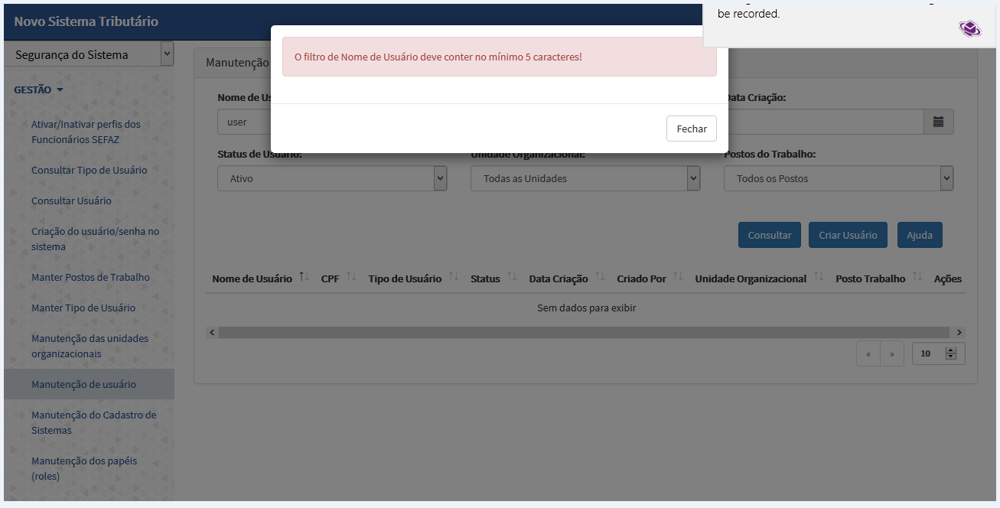 Novo Sistema Tributário
be recorded.
Segurança do Sistema
GESTÃO
Ativar/Inativar perfis dos
Funcionários SEFAZ
Consultar Tipo de Usuário
Consultar Usuário
Criação do usuário/senha no
sistema
Manter Postos de Trabalho
Manter Tipo de Usuário
Manutenção das unidades
organizacionais
Manutenção de usuário
Manutenção do Cadastro de
Sistemas
Manutenção dos papéis
(roles)
O filtro de Nome de Usuário deve conter no mínimo 5 caracteres!
Fechar
Manutenção
Nome de Us
Data Criação:
user
Status de Usuário: Unidade Organizacional: Postos do Trabalho:
Ativo Todas as Unidades Todos os Postos
Consultar Criar Usuário Ajuda
Nome de Usuário CPF Tipo de Usuário Status Data Criação Criado Por Unidade Organizacional Posto Trabalho Ações
Sem dados para exibir
« » 10